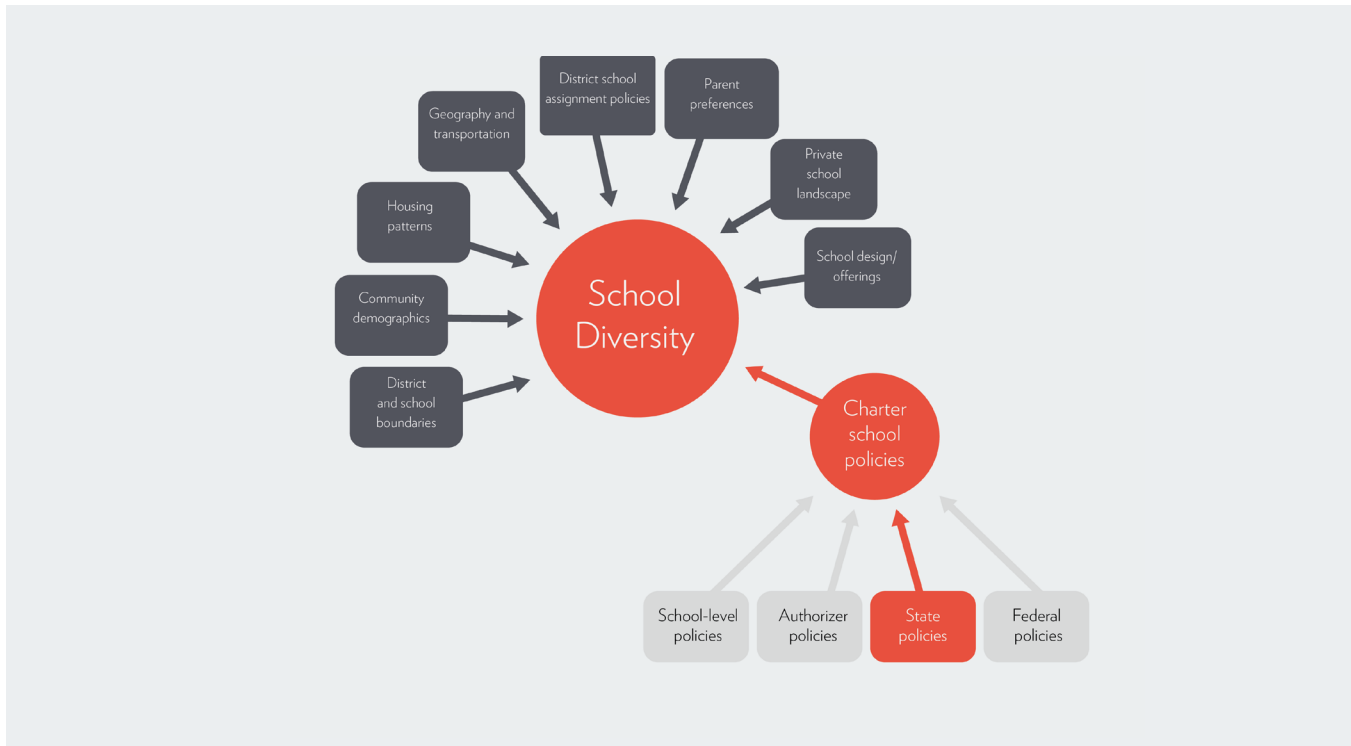 District school
assignment policies
Parent
preferences
Geography and
transportation
Private
school
landscape
Housing
patterns
School design/
offerings
Community
demographics
School
Diversity
District
and school
boundaries
Charter
school
policies
School-level
policies
Authorizer
policies
State
policies
Federal
policies